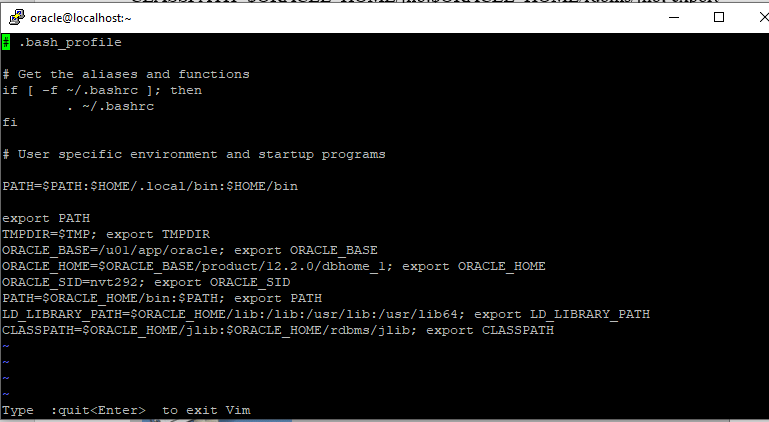 oracle@localhost:~
# .bash_profile
# Get the aliases and functions
if [ -f ~/.bashrc ]; then
. ~/.bashrc
fi
# User specific environment and startup programs
PATH=$PATH:$HOME/.local/bin:$HOME/bin
export PATH
TMPDIR=$TMP; export TMPDIR
ORACLE_BASE=/u01/app/oracle; export ORACLE_BASE
ORACLE_HOME=$ORACLE_BASE/product/12.2.0/dbhome_1; export ORACLE_HOME
ORACLE_SID=nvt292; export ORACLE_SID
PATH=$ORACLE_HOME/bin:$PATH; export PATH
LD_LIBRARY_PATH=$ORACLE_HOME/lib:/lib:/usr/lib:/usr/lib64; export LD_LIBRARY_PATH
CLASSPATH=$ORACLE_HOME/jlib:$ORACLE_HOME/rdbms/jlib; export CLASSPATH
~
~
~
~
Type  :quit<Enter>  to exit Vim